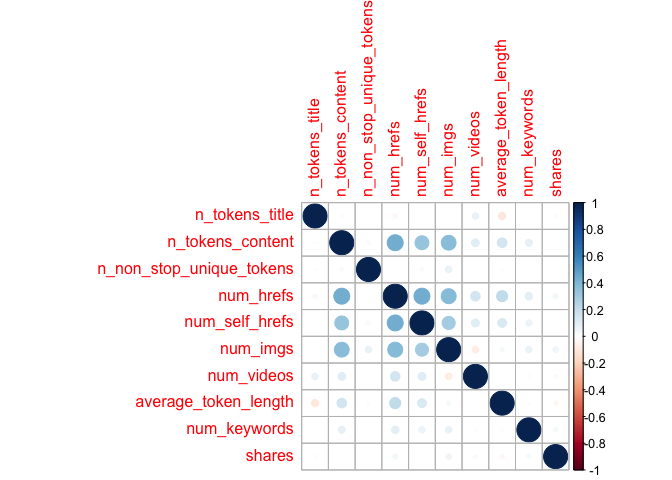 n_tokens_title
n_tokens_content
n_non_stop_unique_tokens
num_hrefs
num_self_hrefs
num_imgs
num_videos
average_token_length
num_keywords
shares
n_tokens_title
n_tokens_content
n_non_stop_unique_tokens
num_hrefs
num_self_hrefs
num_imgs
num_videos
average_token_length
num_keywords
shares
1
0.8
0.6
0.4
0.2
0
-0.2
-0.4
-0.6
-0.8
-1